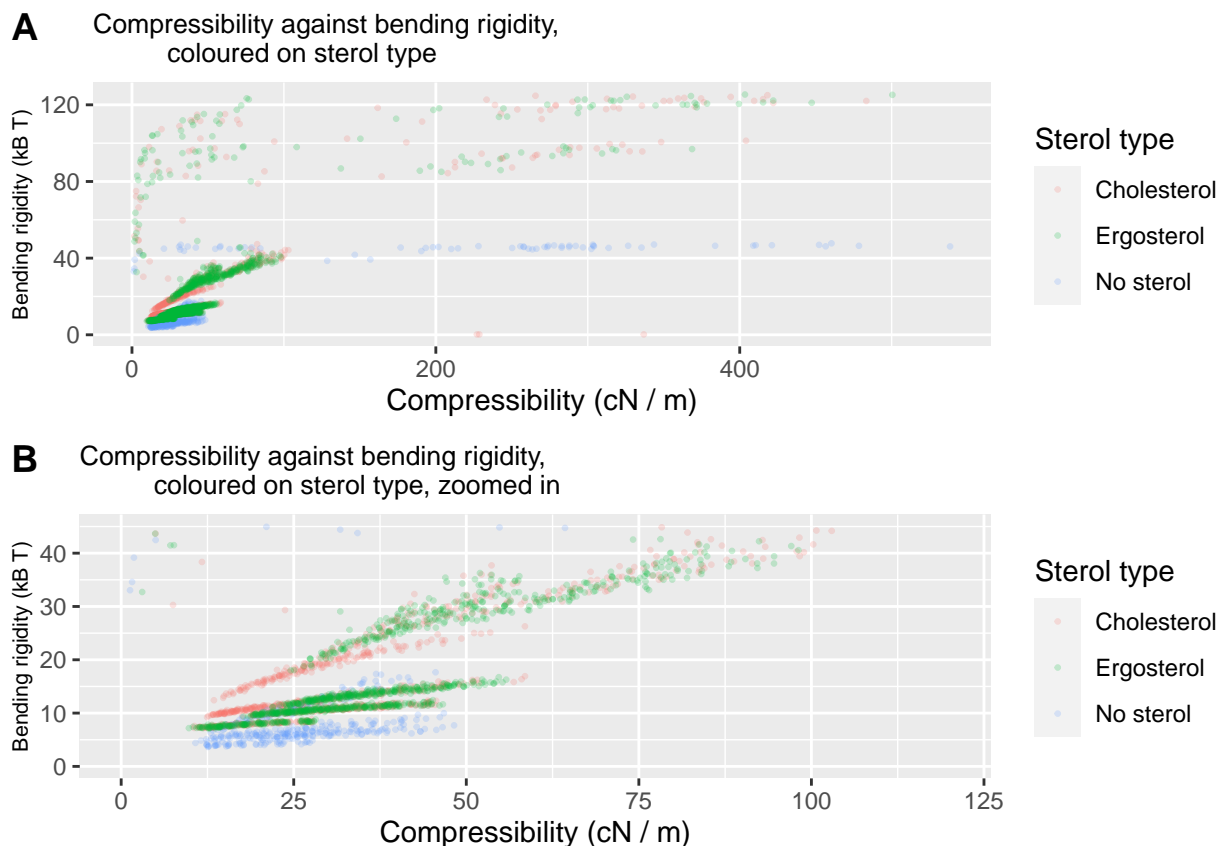 A
Compressibility against bending rigidity,
coloured on sterol type
120
80
40
0
Bending rigidity (kB T)
0
200
400
Compressibility (cN / m)
Sterol type
Cholesterol
Ergosterol
No sterol
B
Compressibility against bending rigidity,
coloured on sterol type, zoomed in
40
30
20
10
0
Bending rigidity (kB T)
0
25
50
75
100
125
Compressibility (cN / m)
Sterol type
Cholesterol
Ergosterol
No sterol